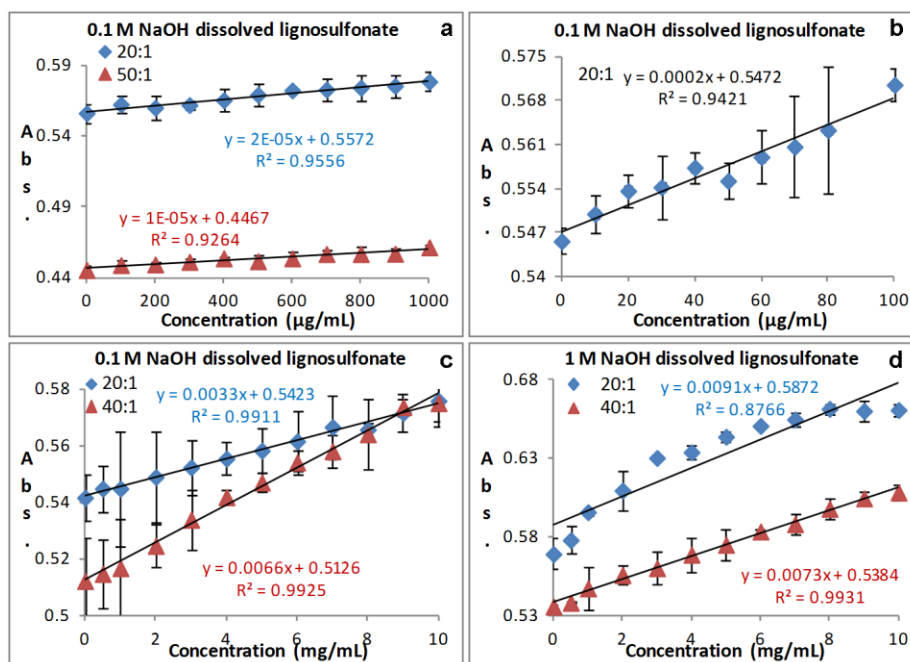 0.1 M NaOH dissolved lignosulfonate a
20:1
50:1
y = 2E-05x + 0.5572
R² = 0.9556
y = 1E-05x + 0.4467
R² = 0.9264
0.59
0.54
0.49
0.44
Abs.
0 200 400 600 800 1000
Concentration (µg/mL)
0.1 M NaOH dissolved lignosulfonate b
20:1
y = 0.0002x + 0.5472
R² = 0.9421
0.575
0.568
0.561
0.554
0.547
0.54
Abs.
0 20 40 60 80 100
Concentration (µg/mL)
0.1 M NaOH dissolved lignosulfonate c
20:1
40:1
y = 0.0033x + 0.5423
R² = 0.9911
y = 0.0066x + 0.5126
R² = 0.9925
0.58
0.56
0.54
0.52
0.5
Abs.
0 2 4 6 8 10
Concentration (mg/mL)
1 M NaOH dissolved lignosulfonate d
20:1
40:1
y = 0.0091x + 0.5872
R² = 0.8766
y = 0.0073x + 0.5384
R² = 0.9931
0.68
0.63
0.58
0.53
Abs.
0 2 4 6 8 10
Concentration (mg/mL)